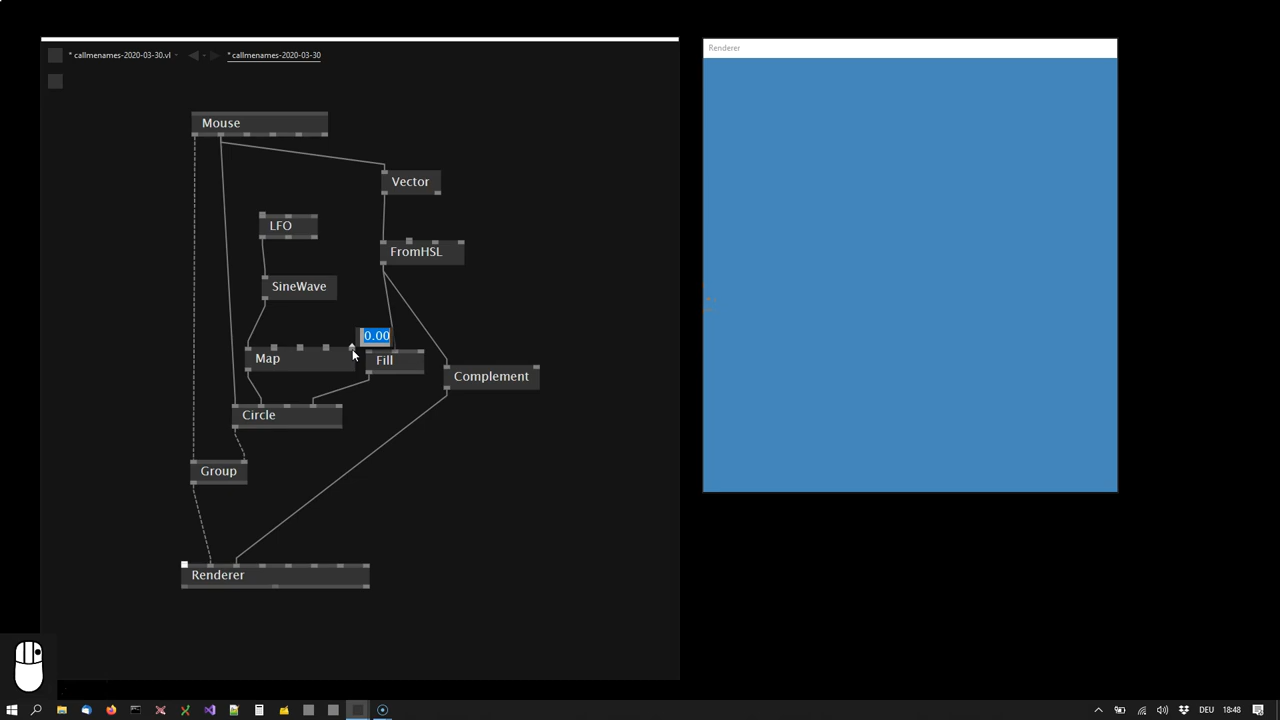 * callmenames-2020-03-30.vl
* callmenames-2020-03-30
Renderer
Mouse
Vector
LFO
FromHSL
SineWave
0.00
Map
Fill
Complement
Circle
Group
Renderer
DEU
18:48